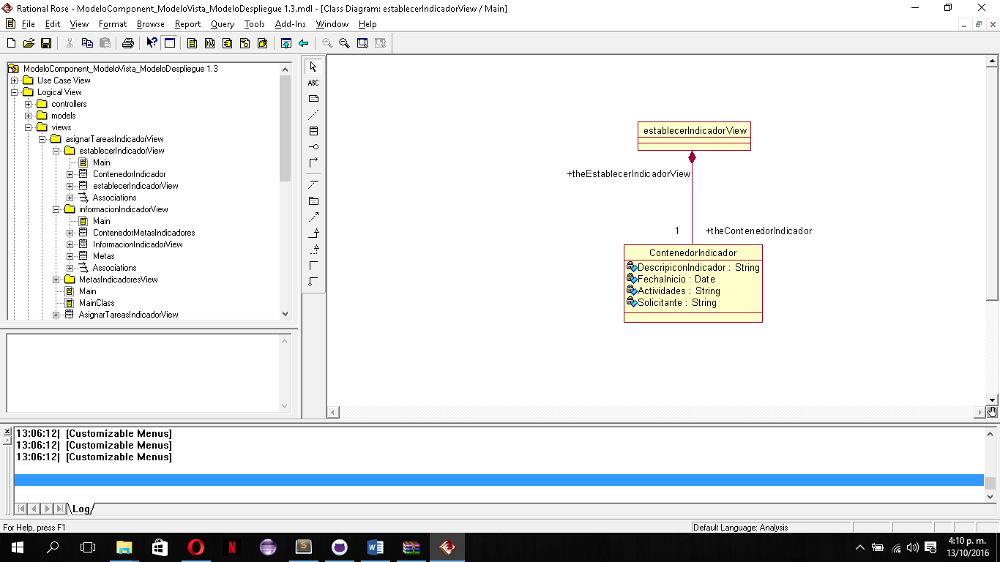 Rational Rose - ModeloComponent_ModeloVista_ModeloDespliegue 1.3.mdl - [Class Diagram: establecerIndicadorView / Main]
File Edit View Format Browse Report Query Tools Add-Ins Window Help
ModeloComponent_ModeloVista_ModeloDespliegue 1.3
Use Case View
Logical View
controllers
models
views
asignarTareasIndicadorView
establecerIndicadorView
Main
ContenedorIndicador
establecerIndicadorView
Associations
informacionIndicadorView
Main
ContenedorMetasIndicadores
InformacionIndicadorView
Metas
Associations
MetasIndicadoresView
Main
MainClass
AsignarTareasIndicadorView
ABC
establecerIndicadorView
+theEstablecerIndicadorView
1 +theContenedorIndicador
ContenedorIndicador
DescripiconIndicador : String
FechaInicio : Date
Actividades : String
Solicitante : String
13:06:12| [Customizable Menus]
13:06:12| [Customizable Menus]
13:06:12| [Customizable Menus]
Log
For Help, press F1
Default Language: Analysis
4:10 p. m.
13/10/2016